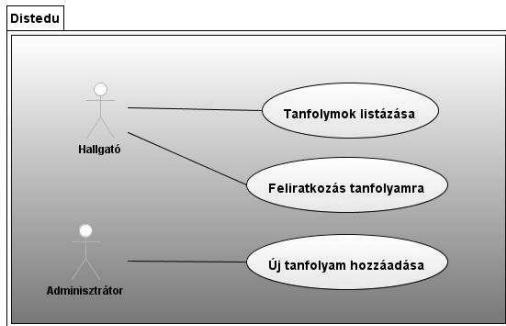 Distedu
Tanfolymok listázása
Hallgató
Feliratkozás tanfolyamra
Új tanfolyam hozzáadása
Adminisztrátor